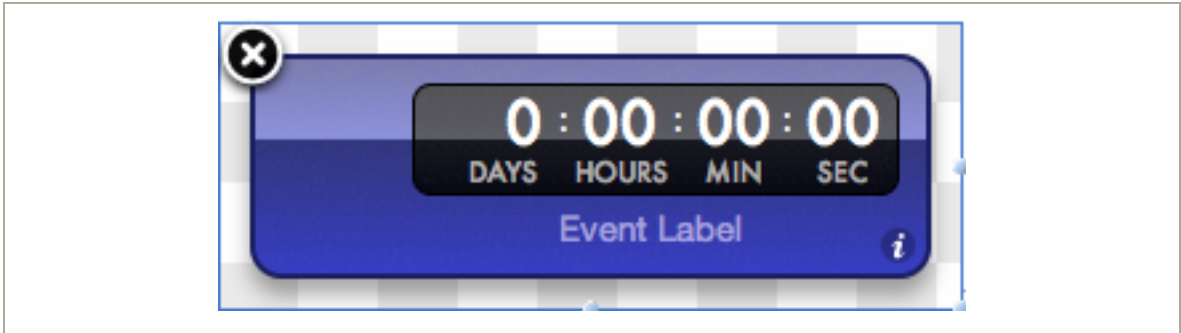 0 : 00 : 00 : 00
DAYS HOURS MIN SEC
Event Label
i